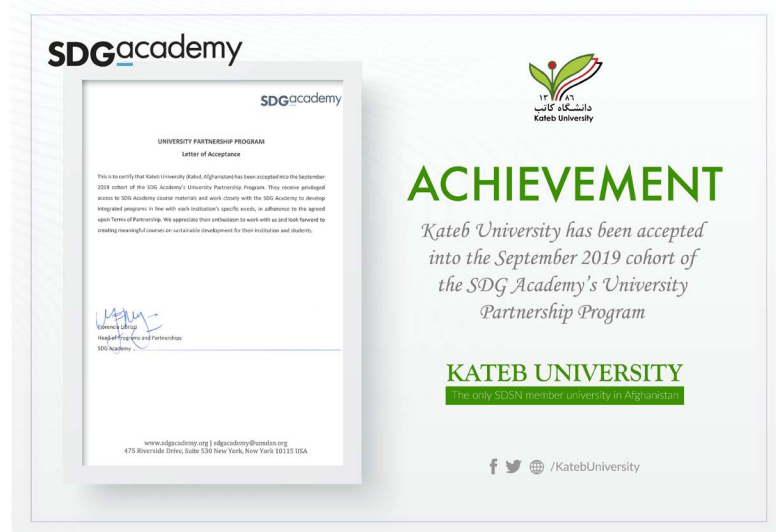 SDGacademy
SDGacademy
UNIVERSITY PARTNERSHIP PROGRAM
Letter of Acceptance
This is to certify that Kateb University (Kabul, Afghanistan) has been accepted into the September
2019 cohort of the SDG Academy's University Partnership Program. They receive privileged
access to SDG Academy course materials and work closely with the SDG Academy to develop
integrated programs in line with each institution's specific needs, in adherence to the agreed
upon Terms of Partnership. We appreciate their enthusiasm to work with us and look forward to
creating meaningful courses on sustainable development for their institution and students.
Florencia Librizzi
Head of Programs and Partnerships
SDG Academy
www.sdgacademy.org | sdgacademy@unsdsn.org
475 Riverside Drive, Suite 530 New York, New York 10115 USA
١٣ ٨٦
دانشگاه کاتب
Kateb University
ACHIEVEMENT
Kateb University has been accepted
into the September 2019 cohort of
the SDG Academy's University
Partnership Program
KATEB UNIVERSITY
The only SDSN member university in Afghanistan
/KatebUniversity